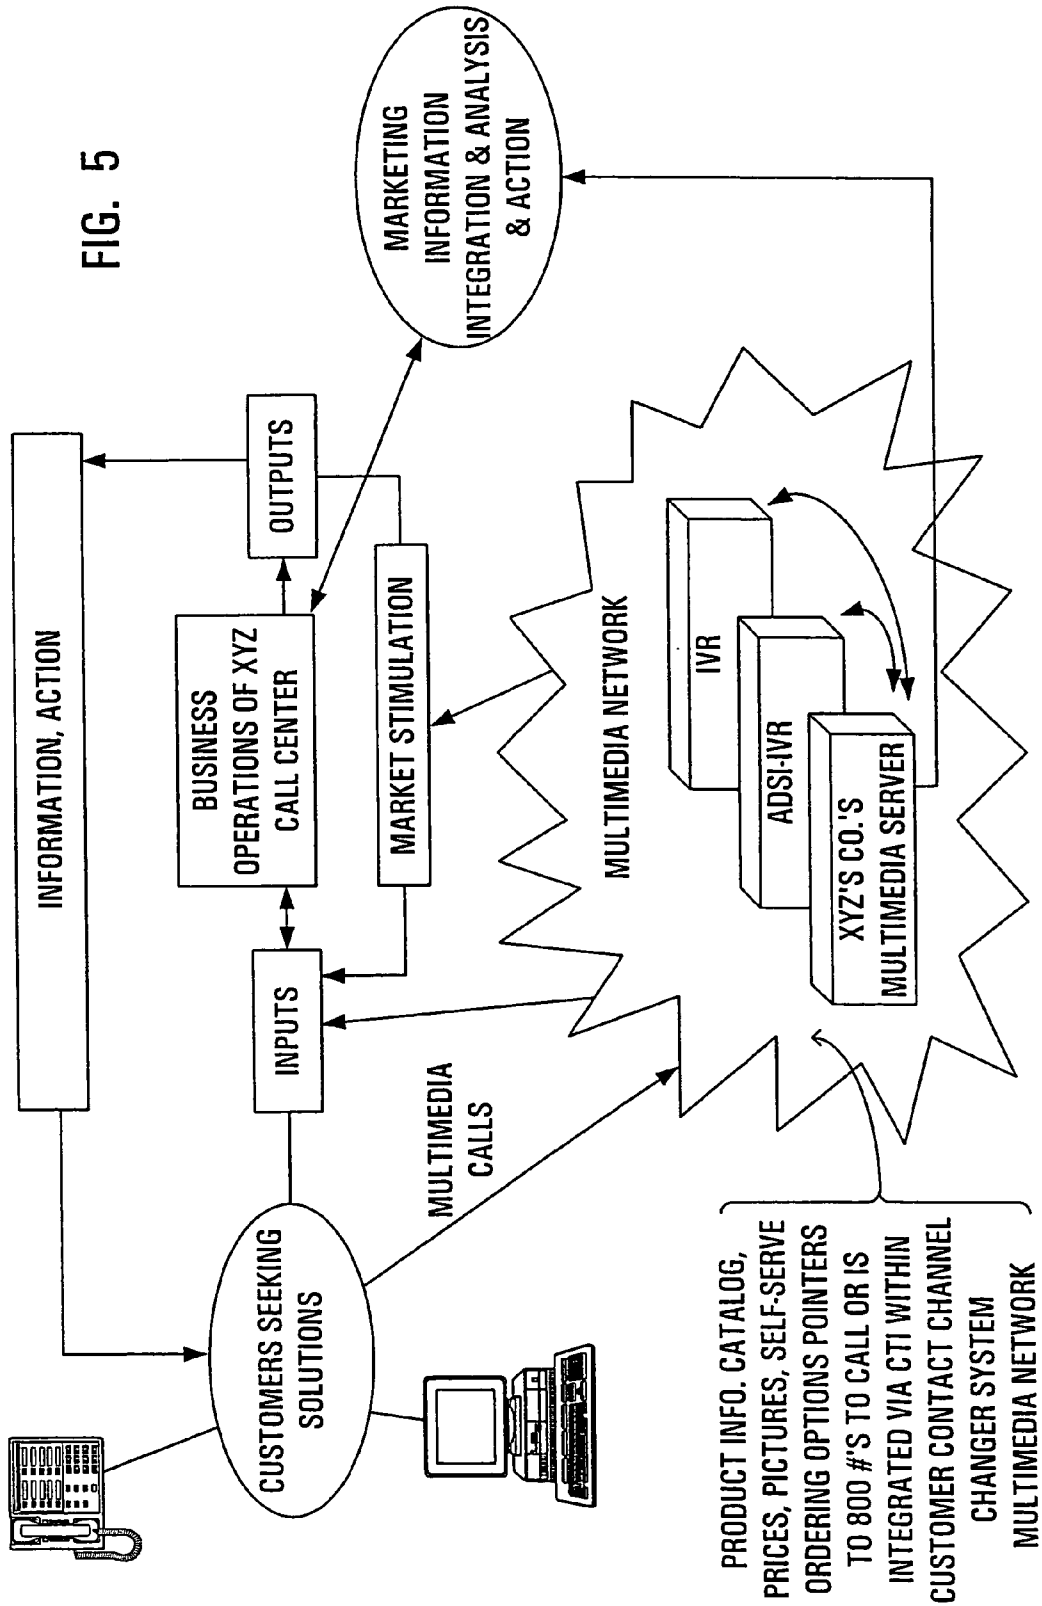 FIG. 5
INFORMATION, ACTION
CUSTOMERS SEEKING
SOLUTIONS
INPUTS
BUSINESS
OPERATIONS OF XYZ
CALL CENTER
OUTPUTS
MARKET STIMULATION
MARKETING
INFORMATION
INTEGRATION & ANALYSIS
& ACTION
MULTIMEDIA
CALLS
MULTIMEDIA NETWORK
IVR
ADSI-IVR
XYZ'S CO.'S
MULTIMEDIA SERVER
PRODUCT INFO. CATALOG,
PRICES, PICTURES, SELF-SERVE
ORDERING OPTIONS POINTERS
TO 800 #'S TO CALL OR IS
INTEGRATED VIA CTI WITHIN
CUSTOMER CONTACT CHANNEL
CHANGER SYSTEM
MULTIMEDIA NETWORK